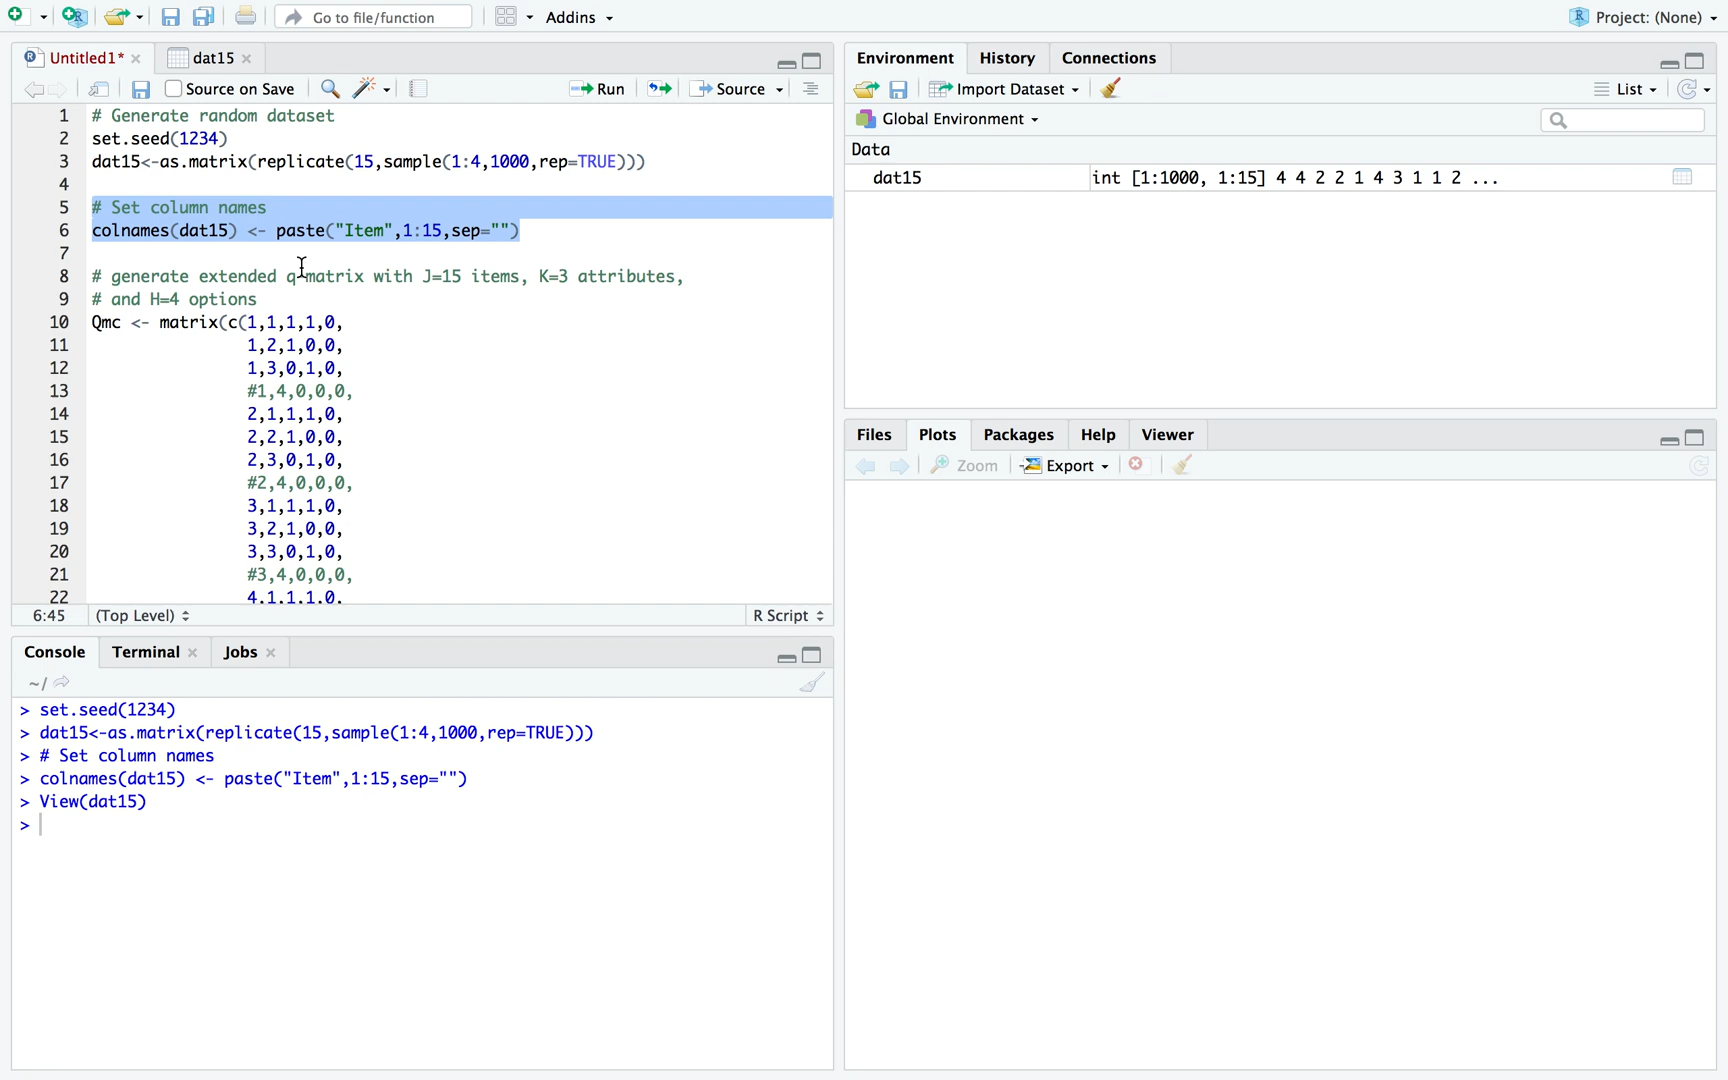 Go to file/function
Addins
Project: (None)
Untitled1*
dat15
Source on Save
Run
Source
1 # Generate random dataset
2 set.seed(1234)
3 dat15<-as.matrix(replicate(15,sample(1:4,1000,rep=TRUE)))
4
5 # Set column names
6 colnames(dat15) <- paste("Item",1:15,sep="")
7
8 # generate extended q-matrix with J=15 items, K=3 attributes,
9 # and H=4 options
10 Qmc <- matrix(c(1,1,1,1,0,
11 1,2,1,0,0,
12 1,3,0,1,0,
13 #1,4,0,0,0,
14 2,1,1,1,0,
15 2,2,1,0,0,
16 2,3,0,1,0,
17 #2,4,0,0,0,
18 3,1,1,1,0,
19 3,2,1,0,0,
20 3,3,0,1,0,
21 #3,4,0,0,0,
22 4,1,1,1,0,
6:45 (Top Level) R Script
Console Terminal Jobs
~/
> set.seed(1234)
> dat15<-as.matrix(replicate(15,sample(1:4,1000,rep=TRUE)))
> # Set column names
> colnames(dat15) <- paste("Item",1:15,sep="")
> View(dat15)
>
Environment History Connections
Import Dataset
List
Global Environment
Data
dat15 int [1:1000, 1:15] 4 4 2 2 1 4 3 1 1 2 ...
Files Plots Packages Help Viewer
Zoom Export